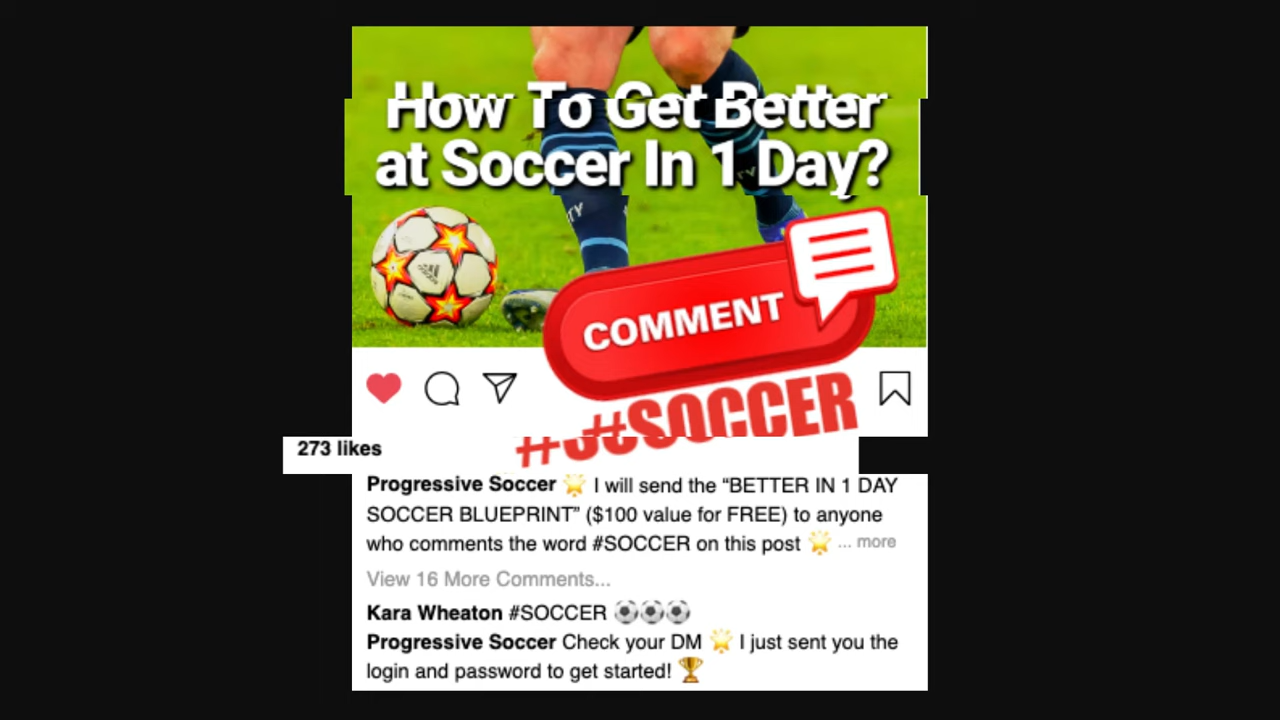 How To Get Better
at Soccer In 1 Day?
TY
TY
adidas
COMMENT
#SOCCER
273 likes
Progressive Soccer 🌟 I will send the “BETTER IN 1 DAY
SOCCER BLUEPRINT” ($100 value for FREE) to anyone
who comments the word #SOCCER on this post 🌟 ... more
View 16 More Comments...
Kara Wheaton #SOCCER ⚽⚽⚽
Progressive Soccer Check your DM 🌟 I just sent you the
login and password to get started! 🏆